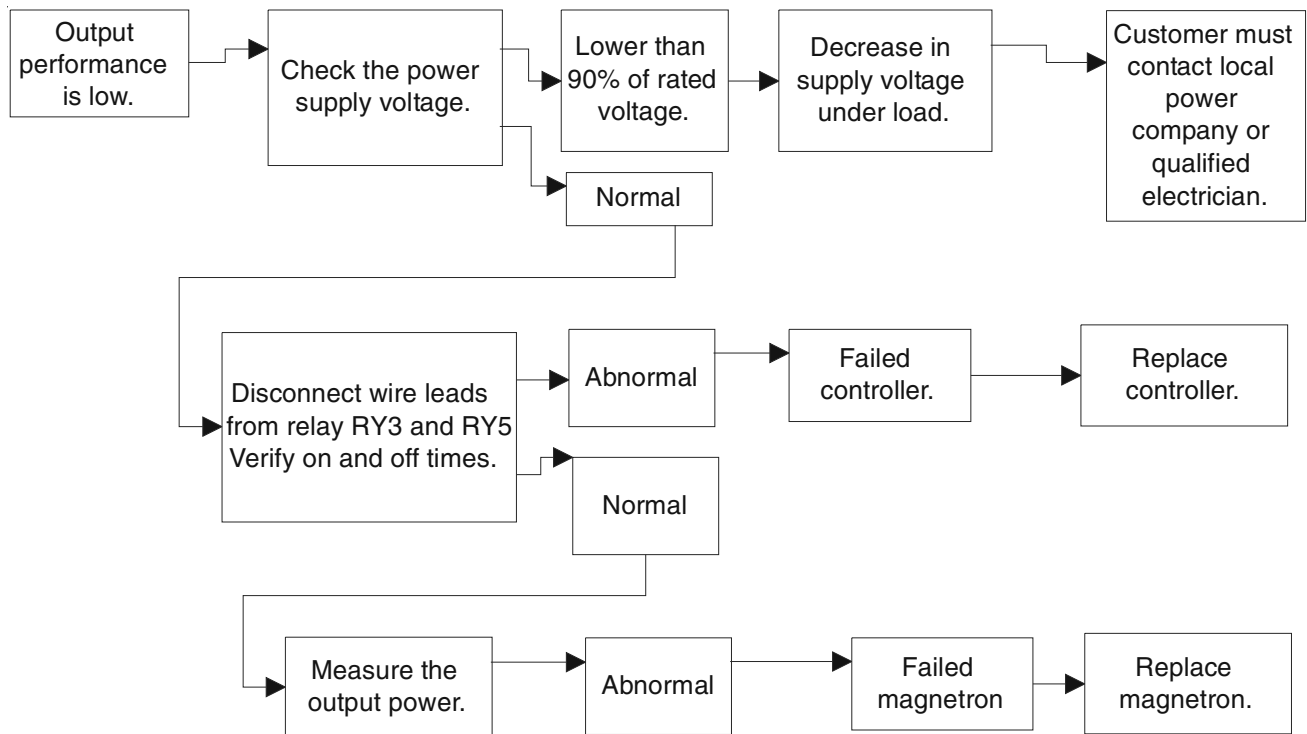 Output
performance
is low.
Check the power
supply voltage.
Lower than
90% of rated
voltage.
Decrease in
supply voltage
under load.
Customer must
contact local
power
company or
qualified
electrician.
Normal
Disconnect wire leads
from relay RY3 and RY5
Verify on and off times.
Abnormal
Failed
controller.
Replace
controller.
Normal
Measure the
output power.
Abnormal
Failed
magnetron
Replace
magnetron.